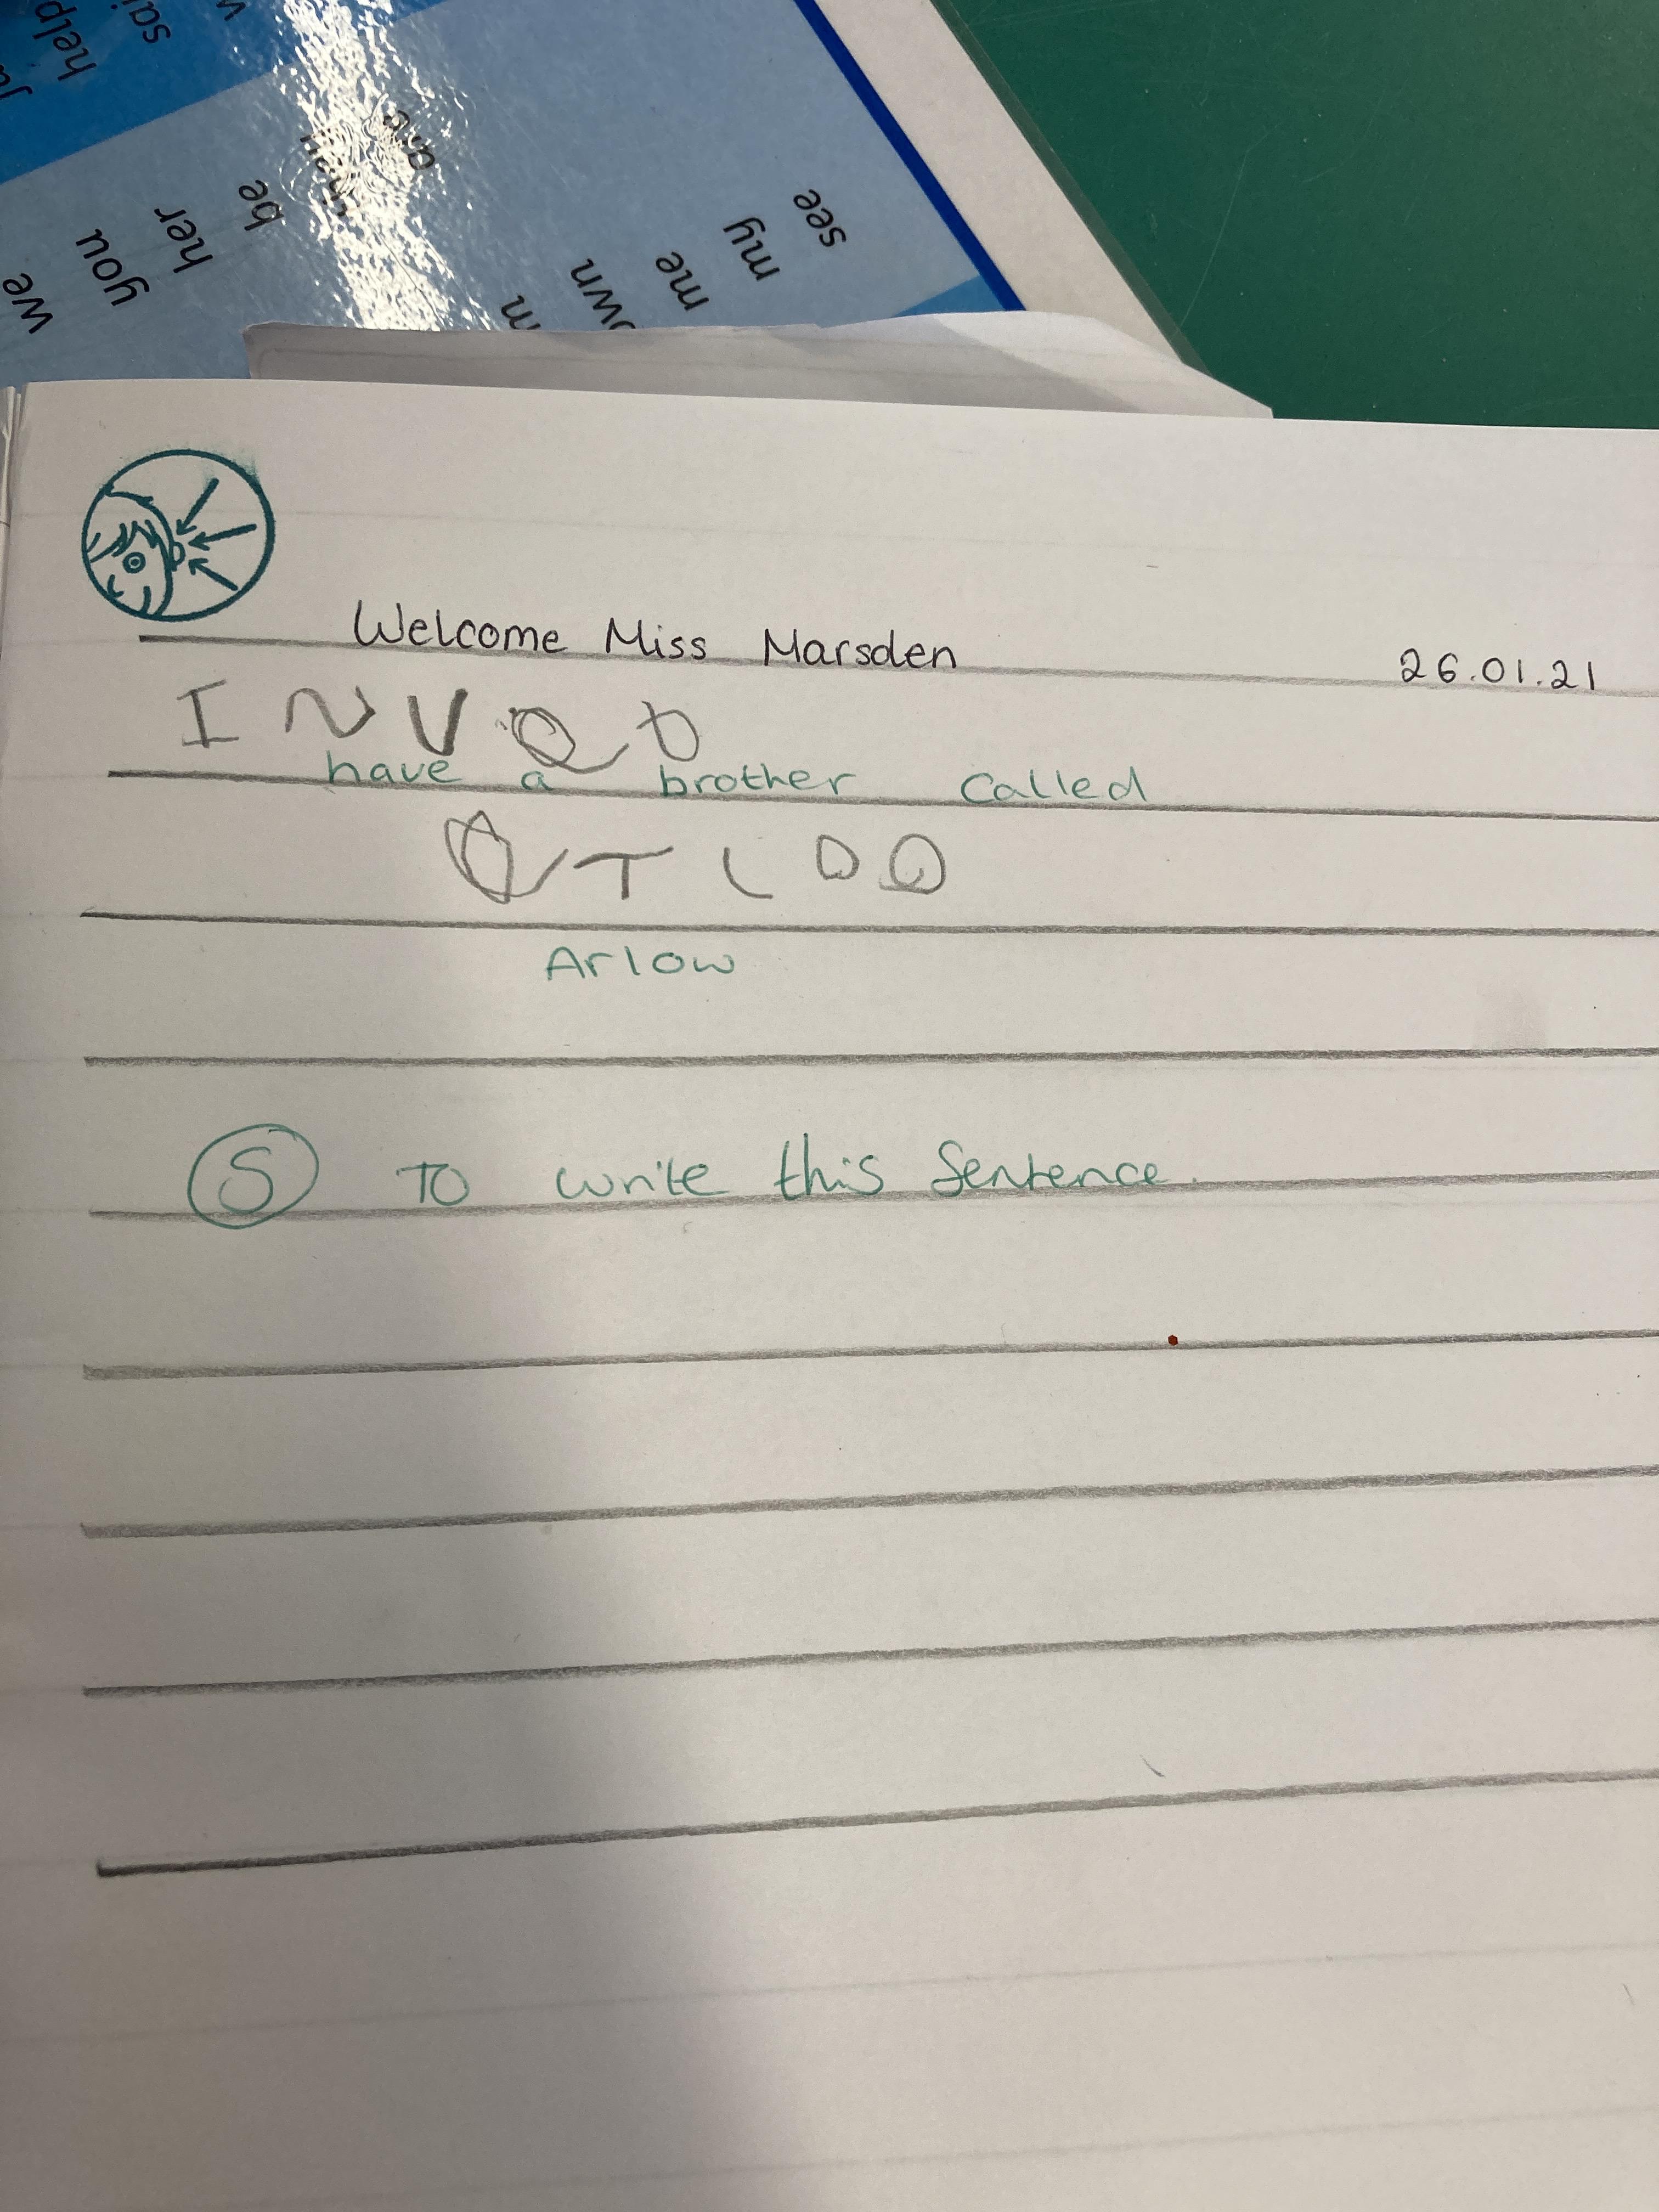 help
we you her be
m own me my see
Welcome Miss Marsden 26.01.21
I N V a b
have a brother called
a T L O O
Arlow
S To write this sentence.